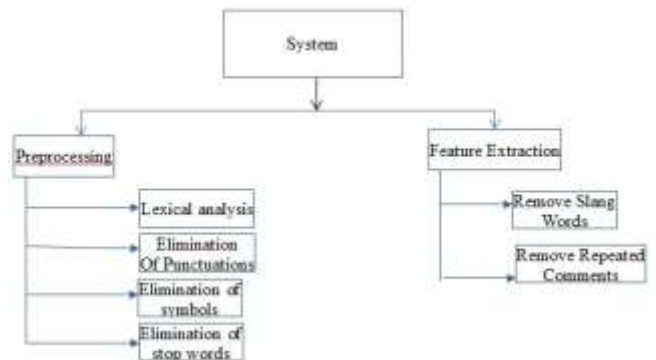 System
Preprocessing
Feature Extraction
Lexical analysis
Elimination
Of Punctuations
Elimination of
symbols
Elimination of
stop words
Remove Slang
Words
Remove Repeated
Comments